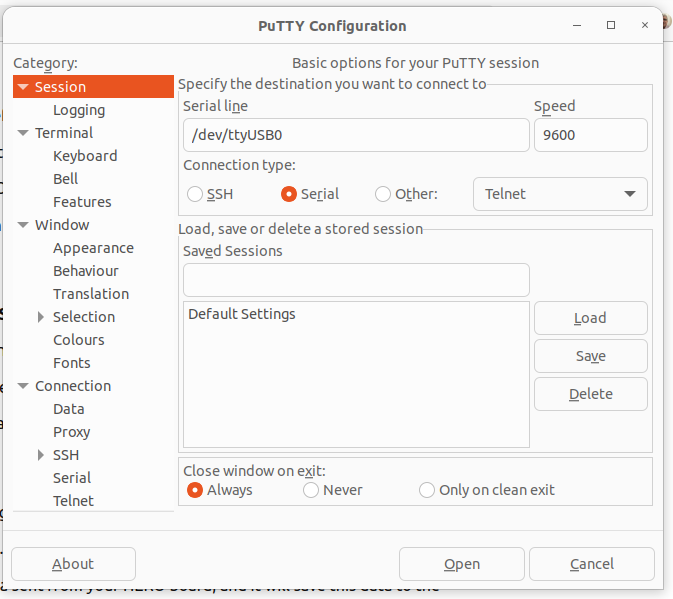 PuTTY Configuration
Category:
Session
Logging
Terminal
Keyboard
Bell
Features
Window
Appearance
Behaviour
Translation
Selection
Colours
Fonts
Connection
Data
Proxy
SSH
Serial
Telnet
Basic options for your PuTTY session
Specify the destination you want to connect to
Serial line Speed
/dev/ttyUSB0 9600
Connection type:
SSH Serial Other: Telnet
Load, save or delete a stored session
Saved Sessions
Default Settings
Load
Save
Delete
Close window on exit:
Always Never Only on clean exit
About Open Cancel